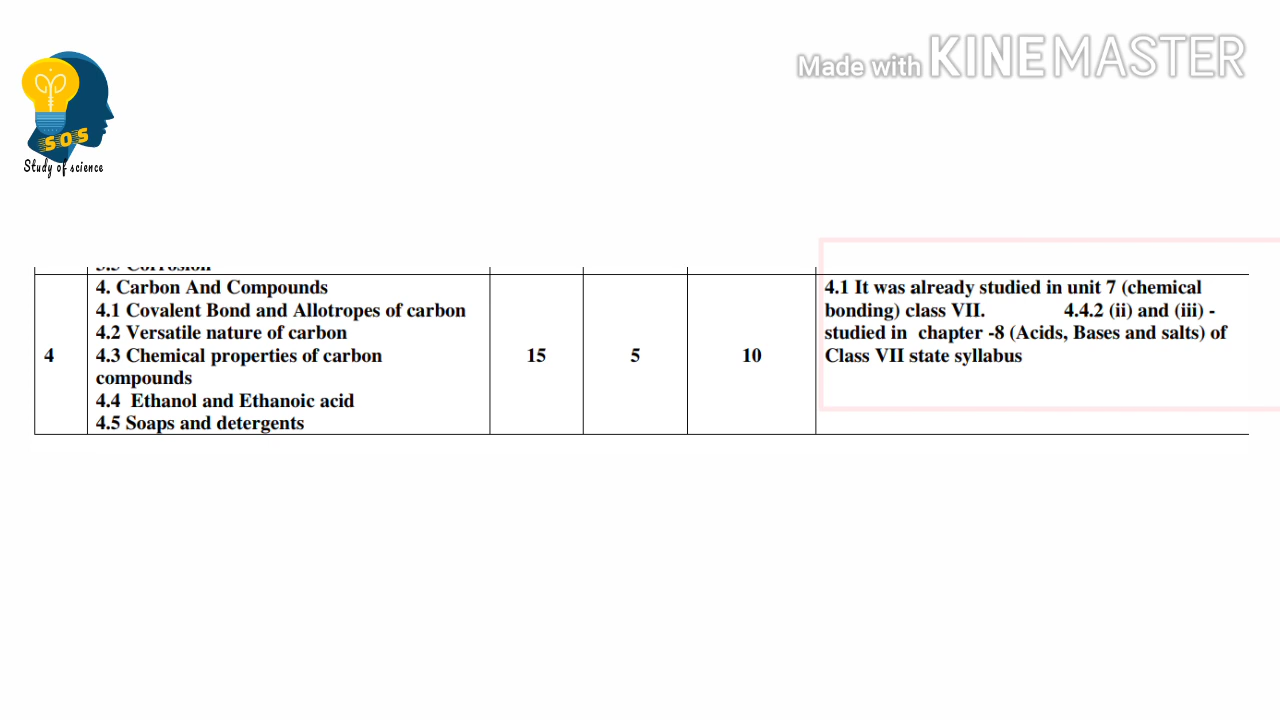 Made with KINEMASTER
SOS
Study of science
3.5 Corrosion
4. Carbon And Compounds
4.1 Covalent Bond and Allotropes of carbon
4.2 Versatile nature of carbon
4.3 Chemical properties of carbon
compounds
4.4 Ethanol and Ethanoic acid
4.5 Soaps and detergents
4
15
5
10
4.1 It was already studied in unit 7 (chemical
bonding) class VII. 4.4.2 (ii) and (iii) -
studied in chapter -8 (Acids, Bases and salts) of
Class VII state syllabus